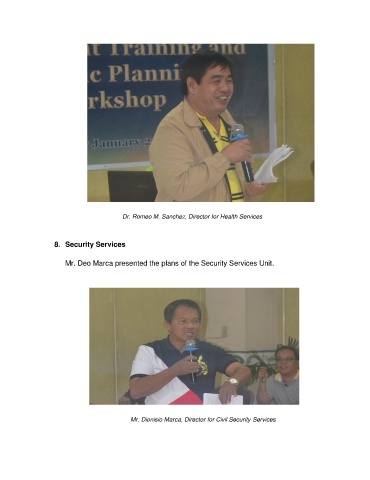 t Training and
c Planni
rkshop
January 2
Dr. Romeo M. Sanchez, Director for Health Services
8. Security Services
Mr. Deo Marca presented the plans of the Security Services Unit.
Mr. Dionisio Marca, Director for Civil Security Services